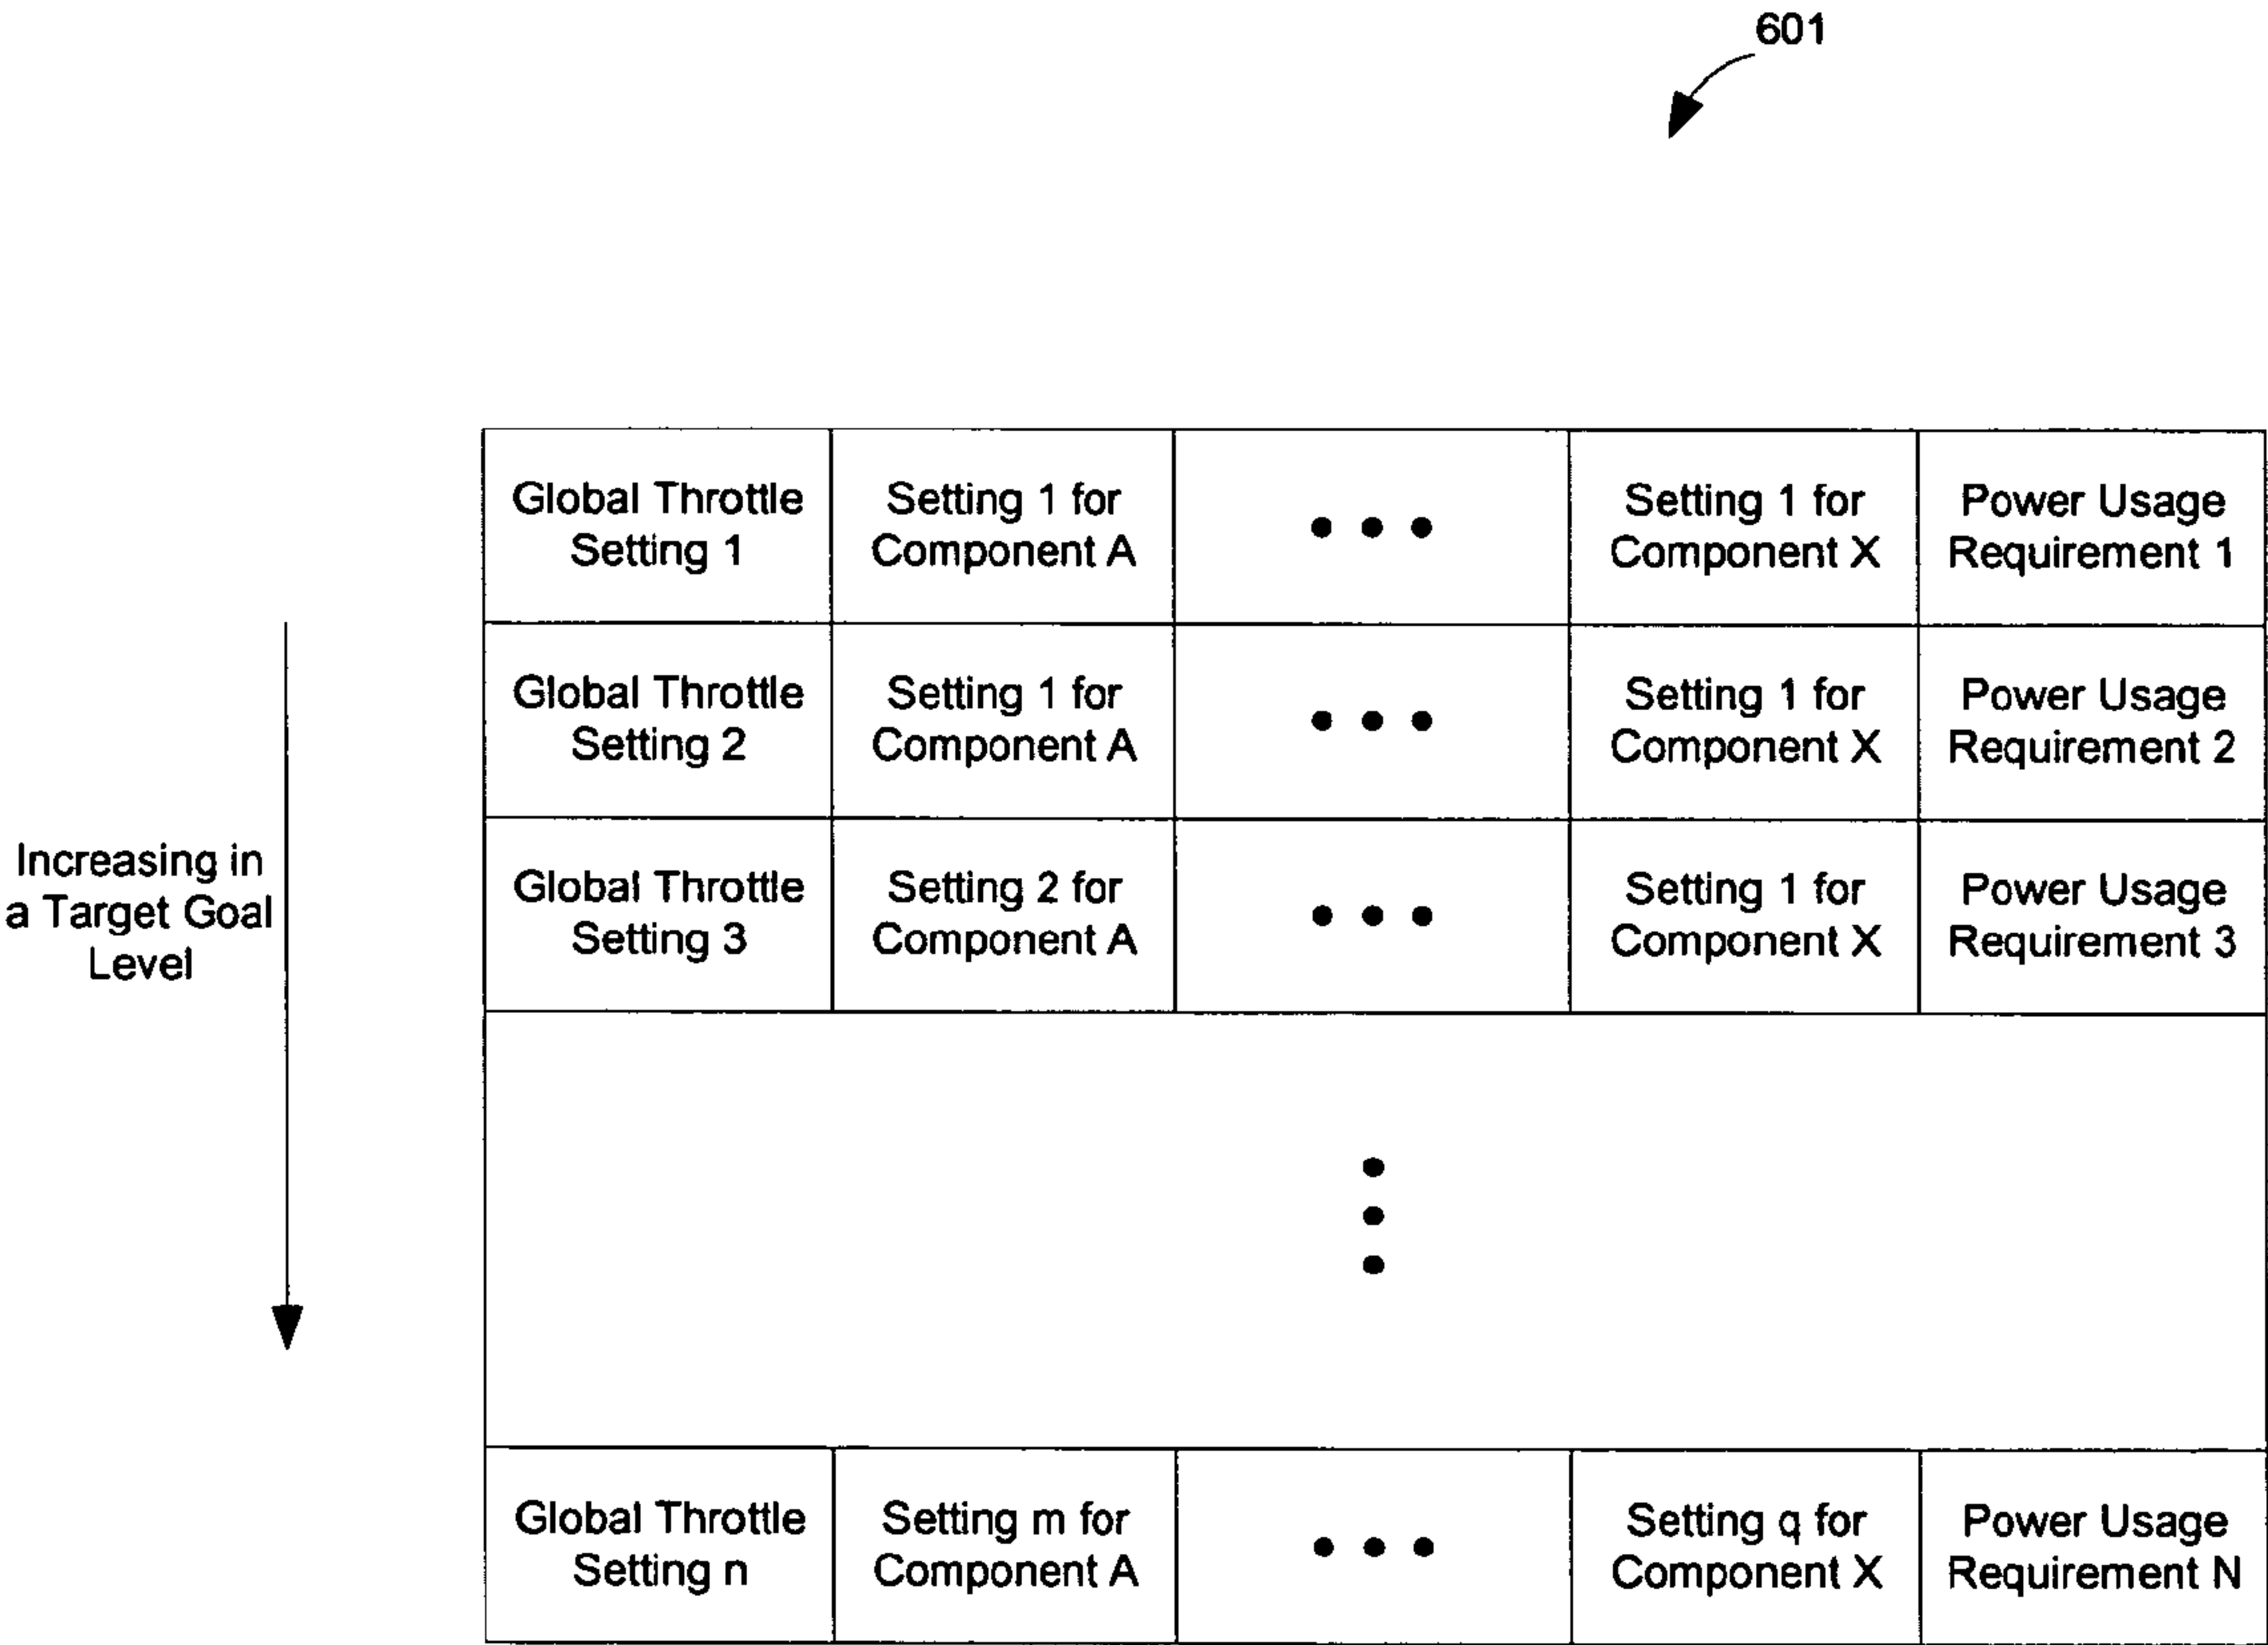 601
Global Throttle
Setting 1
Setting 1 for
Component A
Setting 1 for
Component X
Power Usage
Requirement 1
Global Throttle
Setting 2
Setting 1 for
Component A
Setting 1 for
Component X
Power Usage
Requirement 2
Increasing in
a Target Goal
Level
Global Throttle
Setting 3
Setting 2 for
Component A
Setting 1 for
Component X
Power Usage
Requirement 3
Global Throttle
Setting n
Setting m for
Component A
Setting q for
Component X
Power Usage
Requirement N